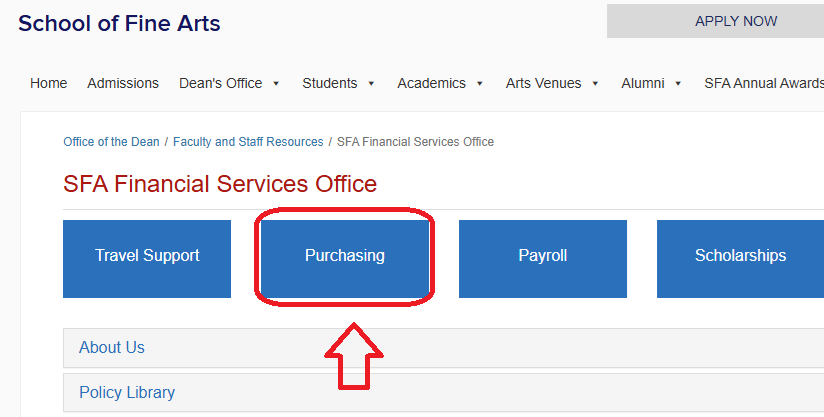 School of Fine Arts
APPLY NOW
Home Admissions Dean's Office Students Academics Arts Venues Alumni SFA Annual Awards
Office of the Dean / Faculty and Staff Resources / SFA Financial Services Office
SFA Financial Services Office
Travel Support Purchasing Payroll Scholarships
About Us
Policy Library